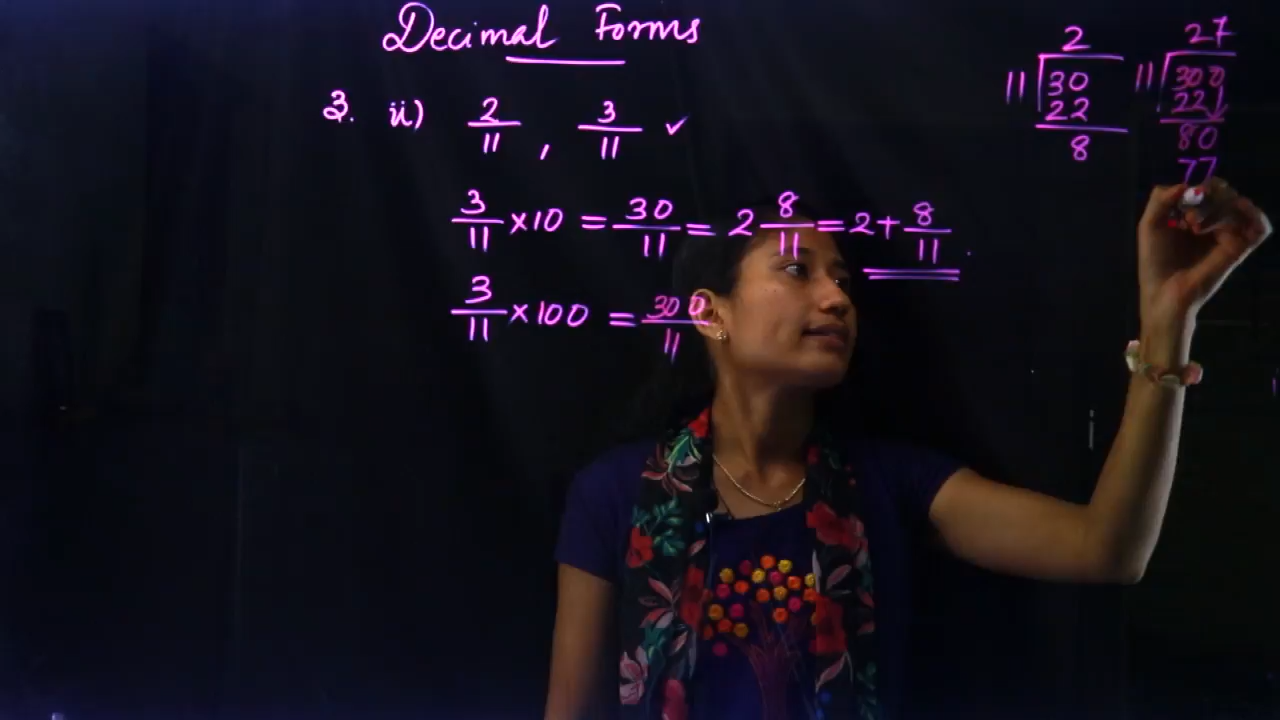 Decimal Forms
3. ii) 2/11 , 3/11 ✓
3/11 × 10 = 30/11 = 2 8/11 = 2 + 8/11
3/11 × 100 = 300/11
2
11 30
22
8
27
11 300
22↓
80
77